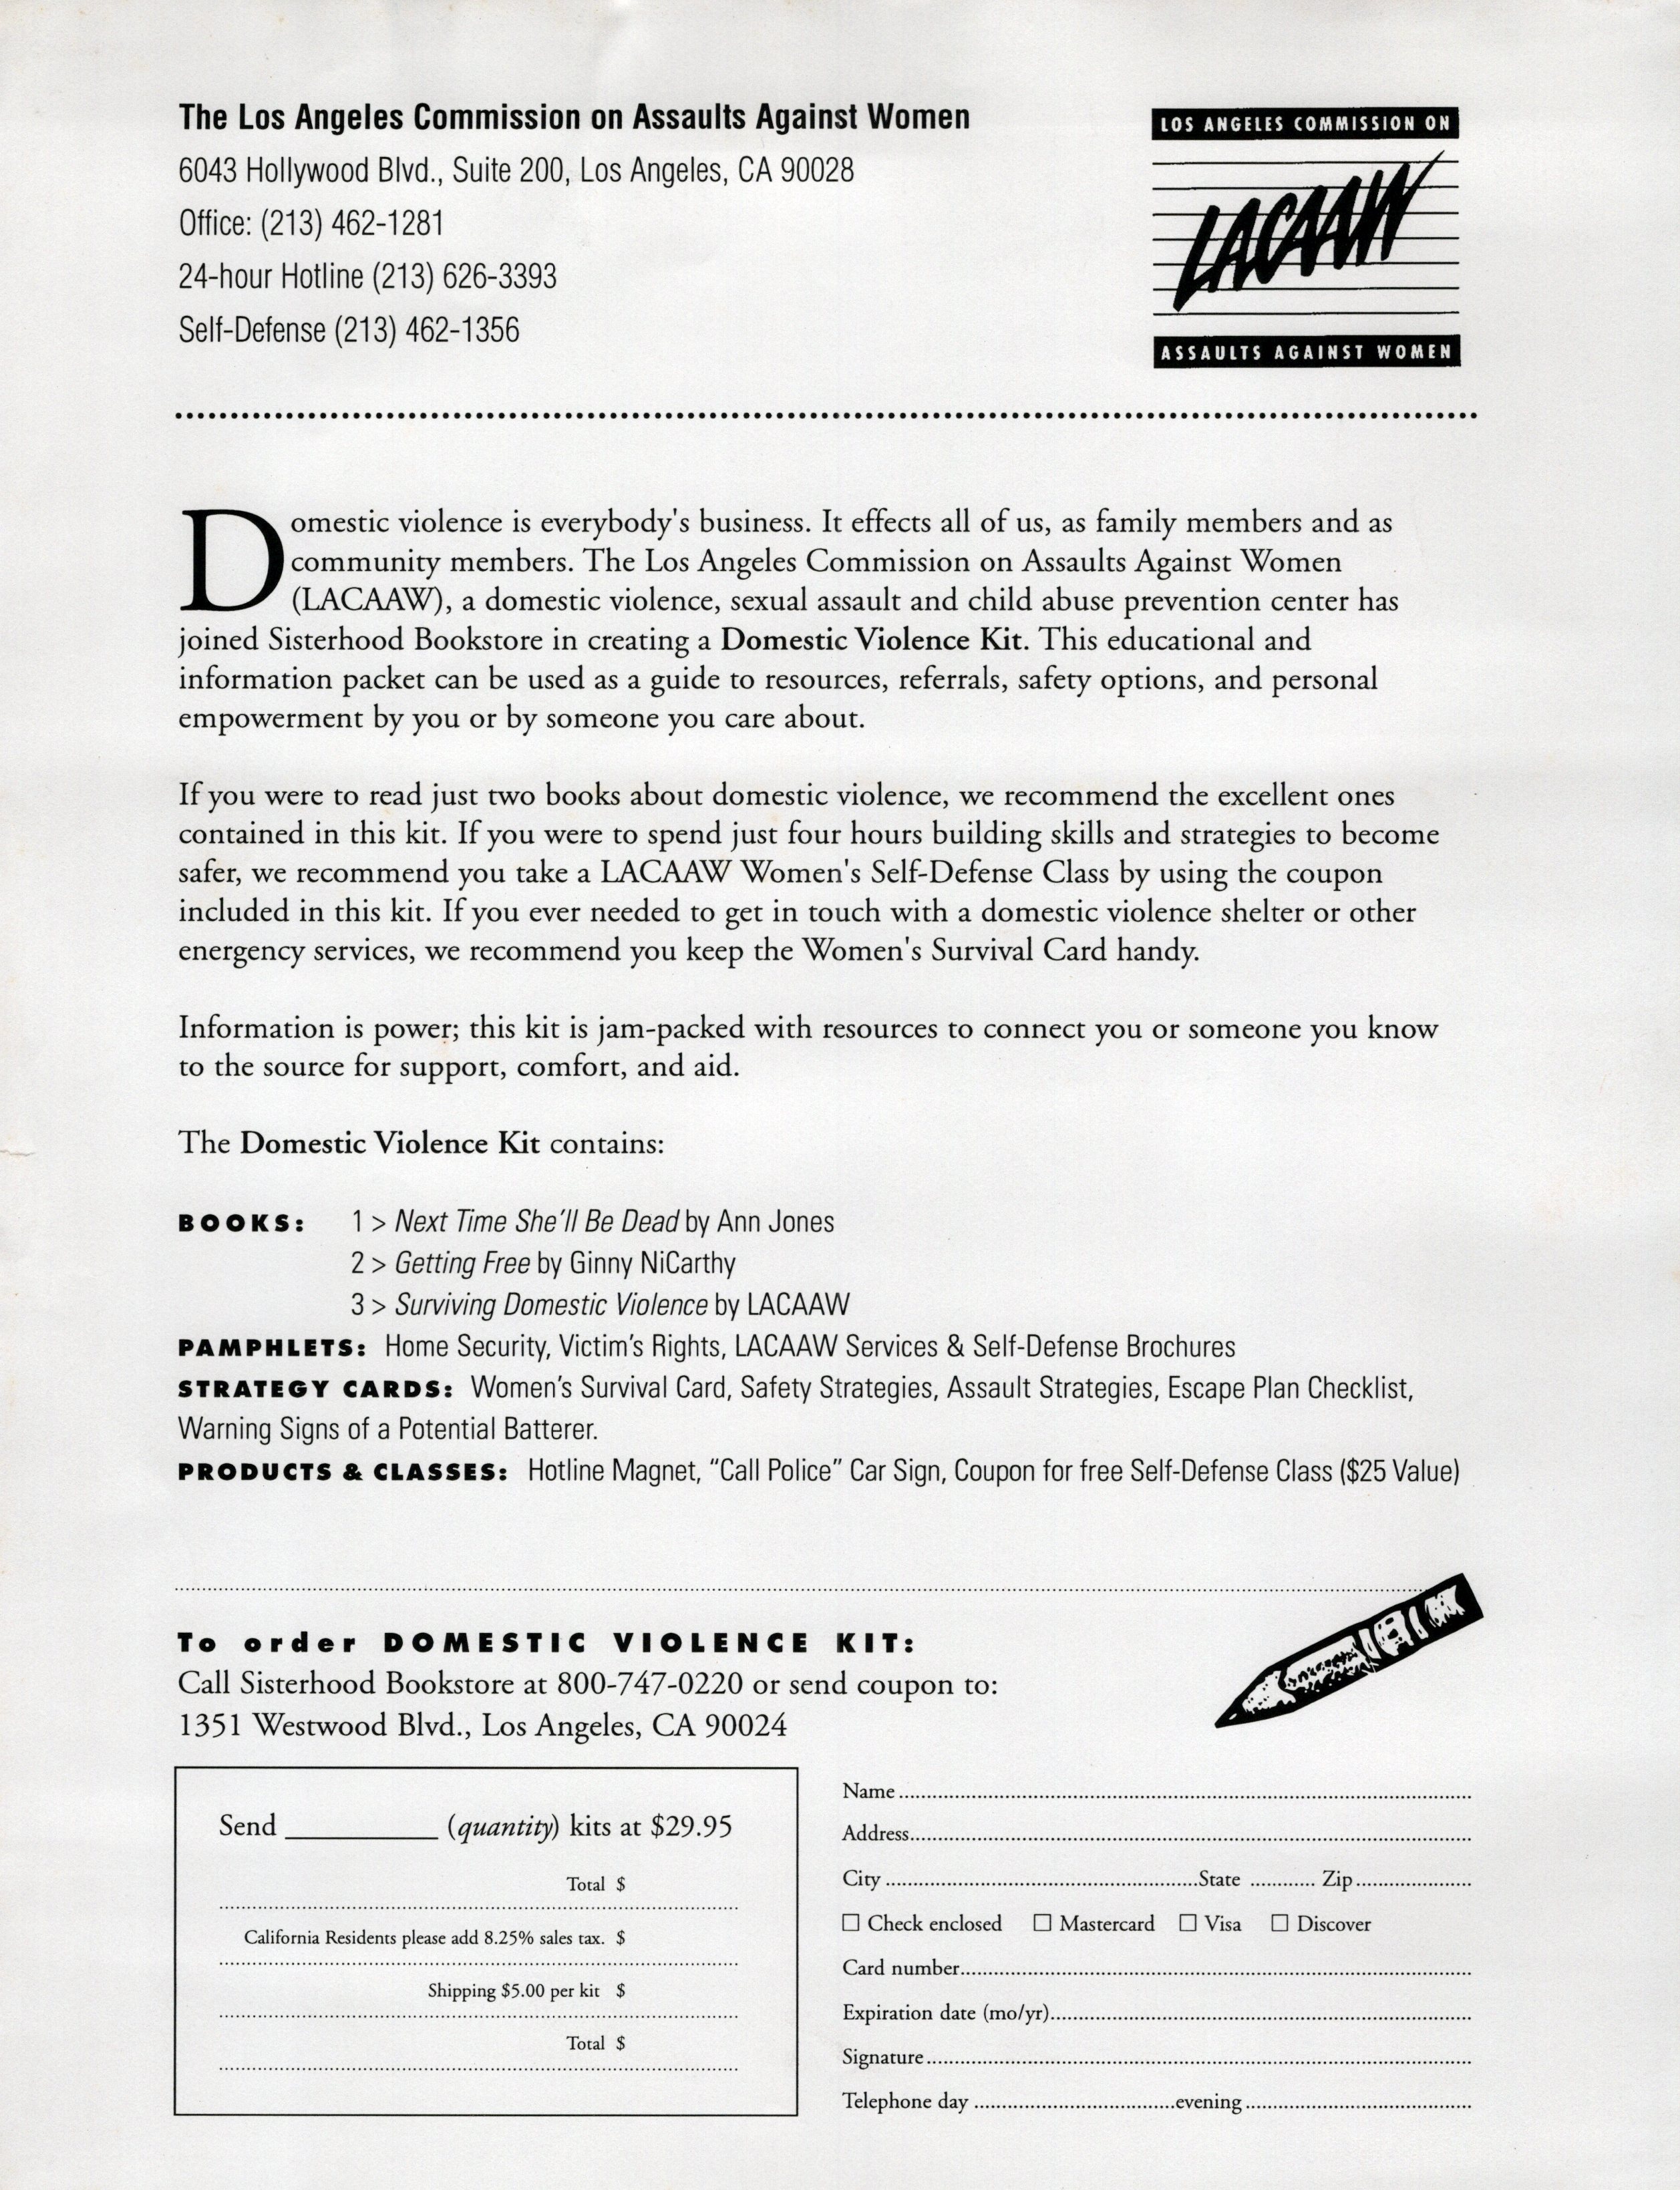 The Los Angeles Commission on Assaults Against Women
6043 Hollywood Blvd., Suite 200, Los Angeles, CA 90028
Office: (213) 462-1281
24-hour Hotline (213) 626-3393
Self-Defense (213) 462-1356
LOS ANGELES COMMISSION ON
LACAAW
ASSAULTS AGAINST WOMEN
Domestic violence is everybody's business. It effects all of us, as family members and as
community members. The Los Angeles Commission on Assaults Against Women
(LACAAW), a domestic violence, sexual assault and child abuse prevention center has
joined Sisterhood Bookstore in creating a Domestic Violence Kit. This educational and
information packet can be used as a guide to resources, referrals, safety options, and personal
empowerment by you or by someone you care about.
If you were to read just two books about domestic violence, we recommend the excellent ones
contained in this kit. If you were to spend just four hours building skills and strategies to become
safer, we recommend you take a LACAAW Women's Self-Defense Class by using the coupon
included in this kit. If you ever needed to get in touch with a domestic violence shelter or other
energency services, we recommend you keep the Women's Survival Card handy.
Information is power; this kit is jam-packed with resources to connect you or someone you know
to the source for support, comfort, and aid.
The Domestic Violence Kit contains:
BOOKS: 1 > Next Time She'll Be Dead by Ann Jones
2 > Getting Free by Ginny NiCarthy
3 > Surviving Domestic Violence by LACAAW
PAMPHLETS: Home Security, Victim's Rights, LACAAW Services & Self-Defense Brochures
STRATEGY CARDS: Women's Survival Card, Safety Strategies, Assault Strategies, Escape Plan Checklist,
Warning Signs of a Potential Batterer.
PRODUCTS & CLASSES: Hotline Magnet, "Call Police" Car Sign, Coupon for free Self-Defense Class ($25 Value)
To order DOMESTIC VIOLENCE KIT:
Call Sisterhood Bookstore at 800-747-0220 or send coupon to:
1351 Westwood Blvd., Los Angeles, CA 90024
Send __________ (quantity) kits at $29.95
Total $
California Residents please add 8.25% sales tax. $
Shipping $5.00 per kit $
Total $
Name
Address
City State Zip
☐ Check enclosed ☐ Mastercard ☐ Visa ☐ Discover
Card number
Expiration date (mo/yr)
Signature
Telephone day evening